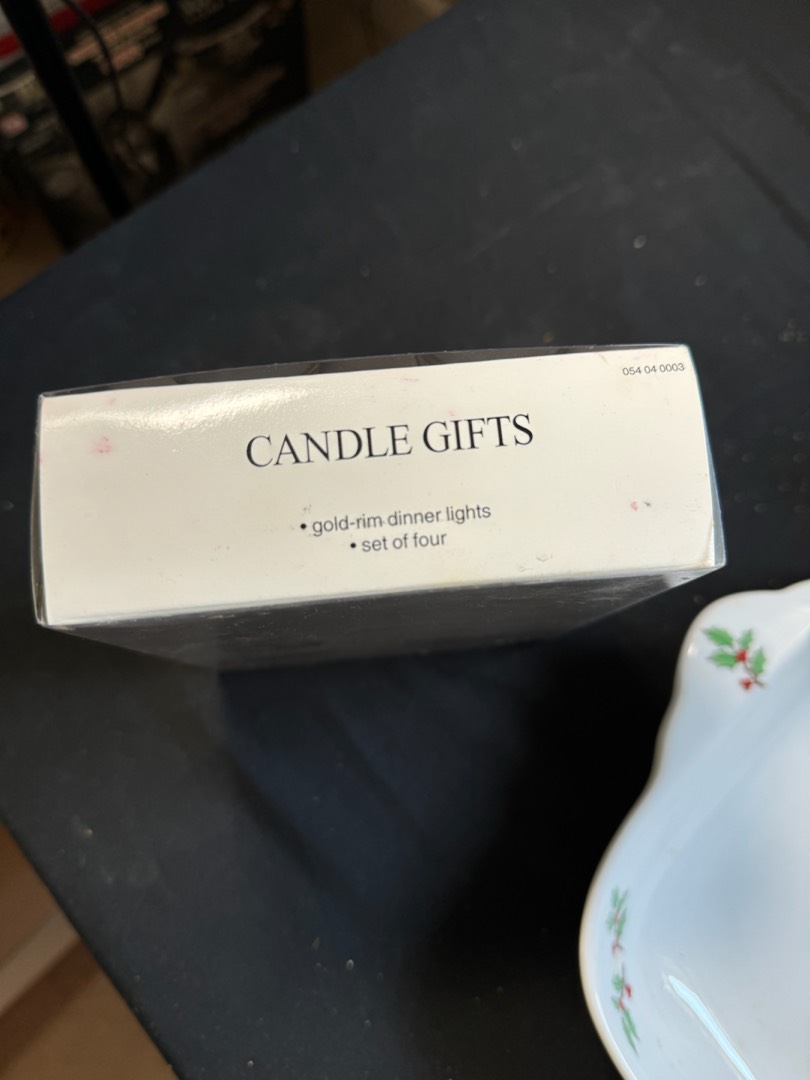 054 04 0003
CANDLE GIFTS
• gold-rim dinner lights
• set of four